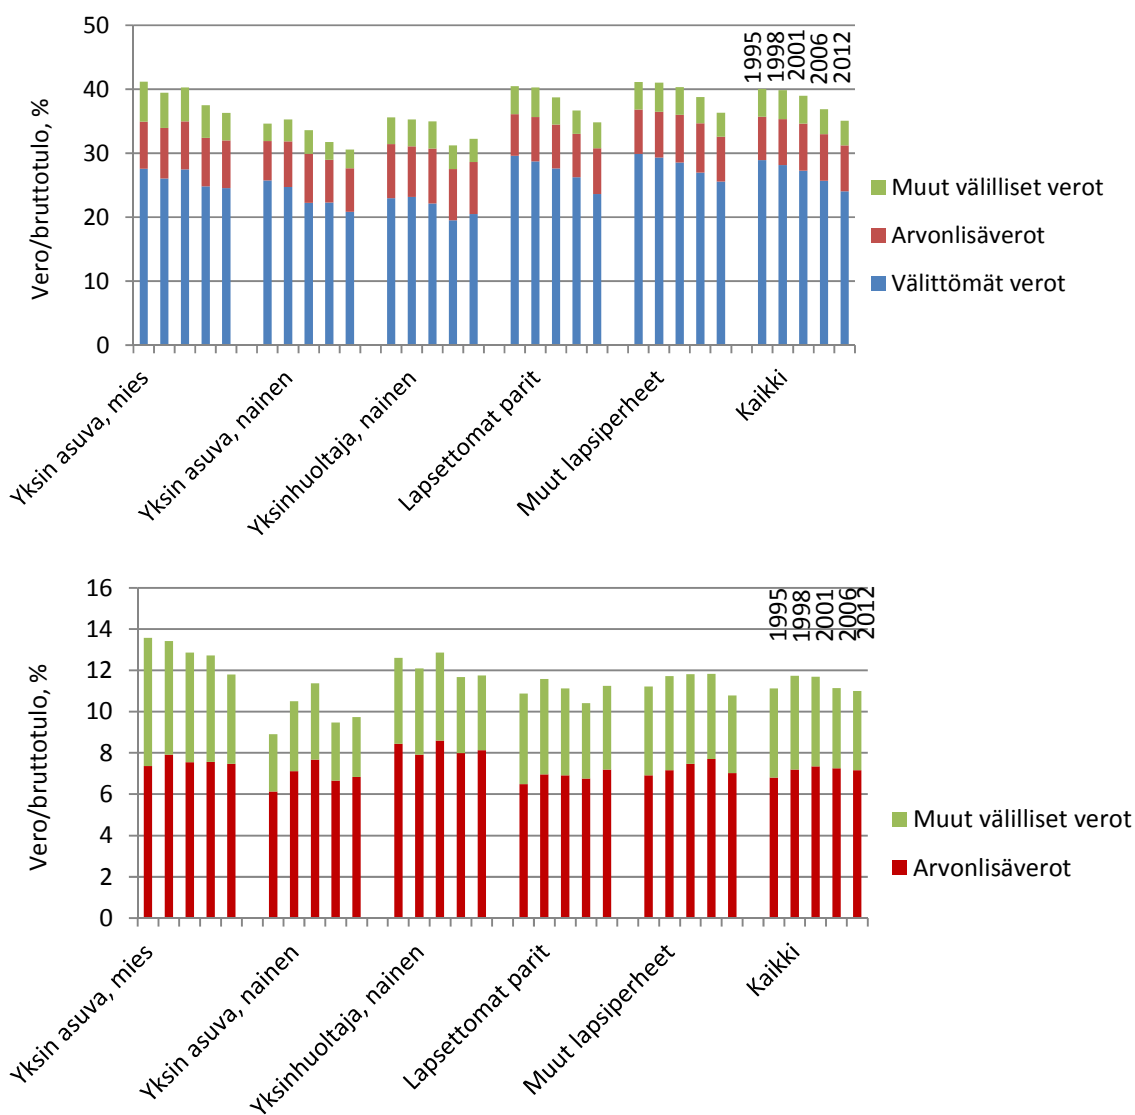 Vero/bruttotulo, %
50
40
30
20
10
0
1995
1998
2001
2006
2012
Muut välilliset verot
Arvonlisäverot
Välittömät verot
Yksin asuva, mies
Yksin asuva, nainen
Yksinhuoltaja, nainen
Lapsettomat parit
Muut lapsiperheet
Kaikki
Vero/bruttotulo, %
16
14
12
10
8
6
4
2
0
1995
1998
2001
2006
2012
Muut välilliset verot
Arvonlisäverot
Yksin asuva, mies
Yksin asuva, nainen
Yksinhuoltaja, nainen
Lapsettomat parit
Muut lapsiperheet
Kaikki